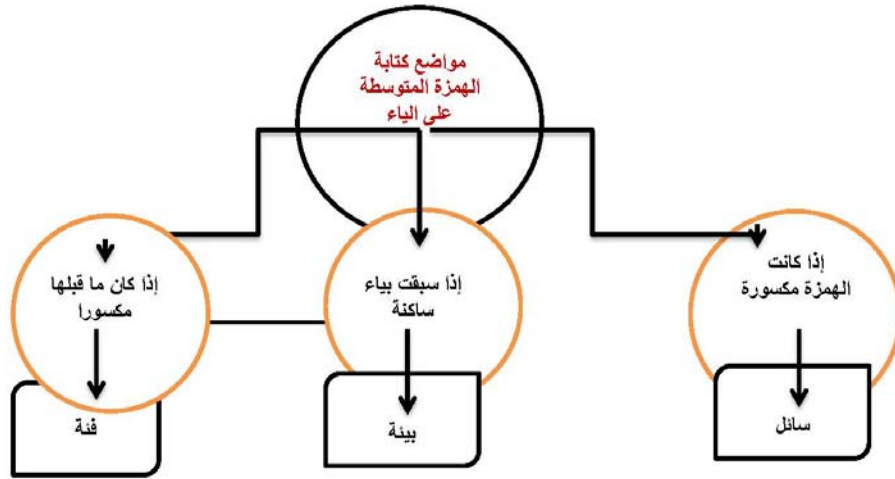 مواضع كتابة
الهمزة المتوسطة
على الياء
إذا كانت
الهمزة مكسورة
إذا سبقت بياء
ساكنة
إذا كان ما قبلها
مكسورا
سائل
بيئة
فئة